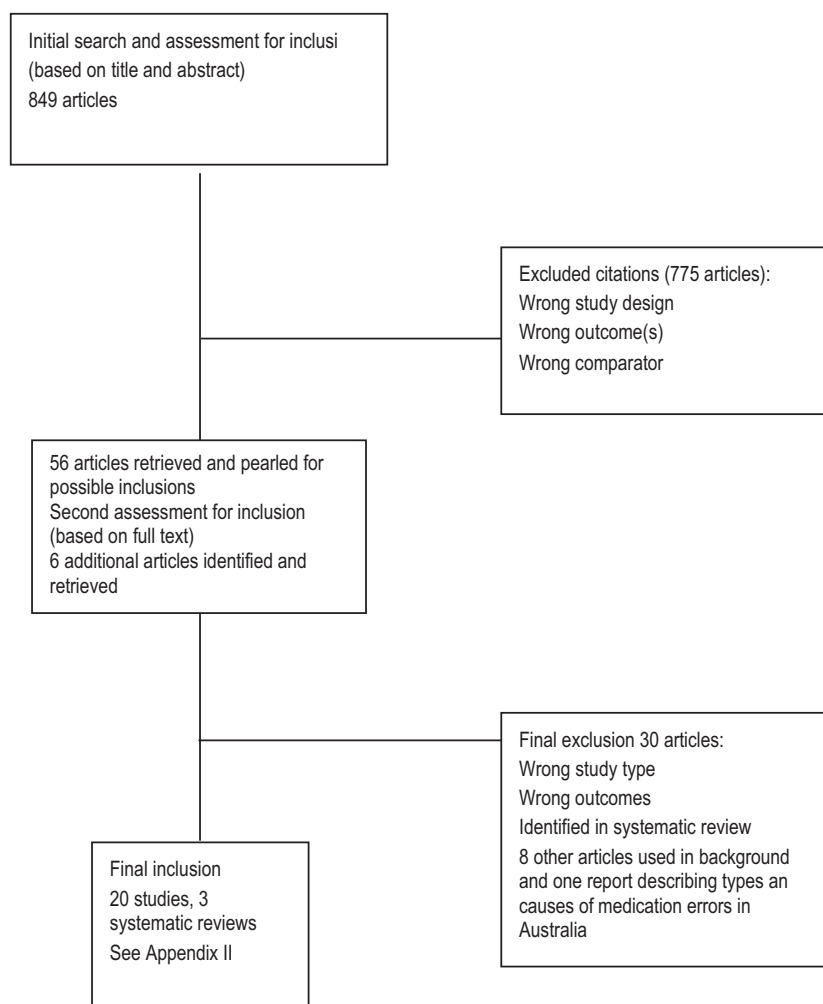 Initial search and assessment for inclusi
(based on title and abstract)
849 articles
Excluded citations (775 articles):
Wrong study design
Wrong outcome(s)
Wrong comparator
56 articles retrieved and pearled for
possible inclusions
Second assessment for inclusion
(based on full text)
6 additional articles identified and
retrieved
Final exclusion 30 articles:
Wrong study type
Wrong outcomes
Identified in systematic review
8 other articles used in background
and one report describing types an
causes of medication errors in
Australia
Final inclusion
20 studies, 3
systematic reviews
See Appendix II